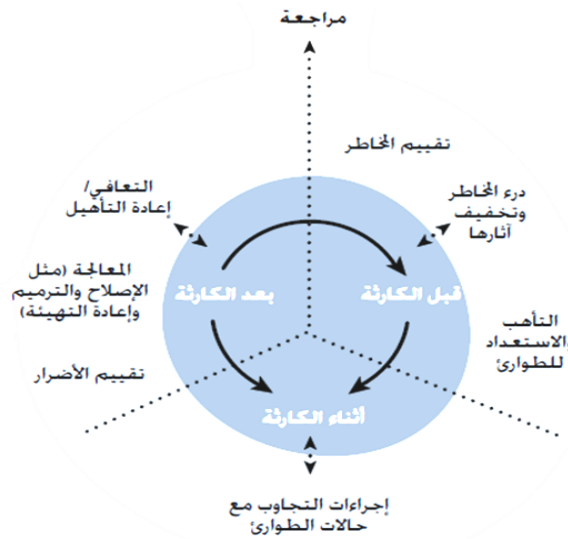 مراجعة
تقييم المخاطر
درء المخاطر
وتخفيف
آثارها
التأهب
والاستعداد
للطوارئ
قبل الكارثة
بعد الكارثة
أثناء الكارثة
إجراءات التجاوب مع
حالات الطوارئ
تقييم الأضرار
المعالجة (مثل
الإصلاح والترميم
وإعادة التهيئة)
التعافي/
إعادة التأهيل